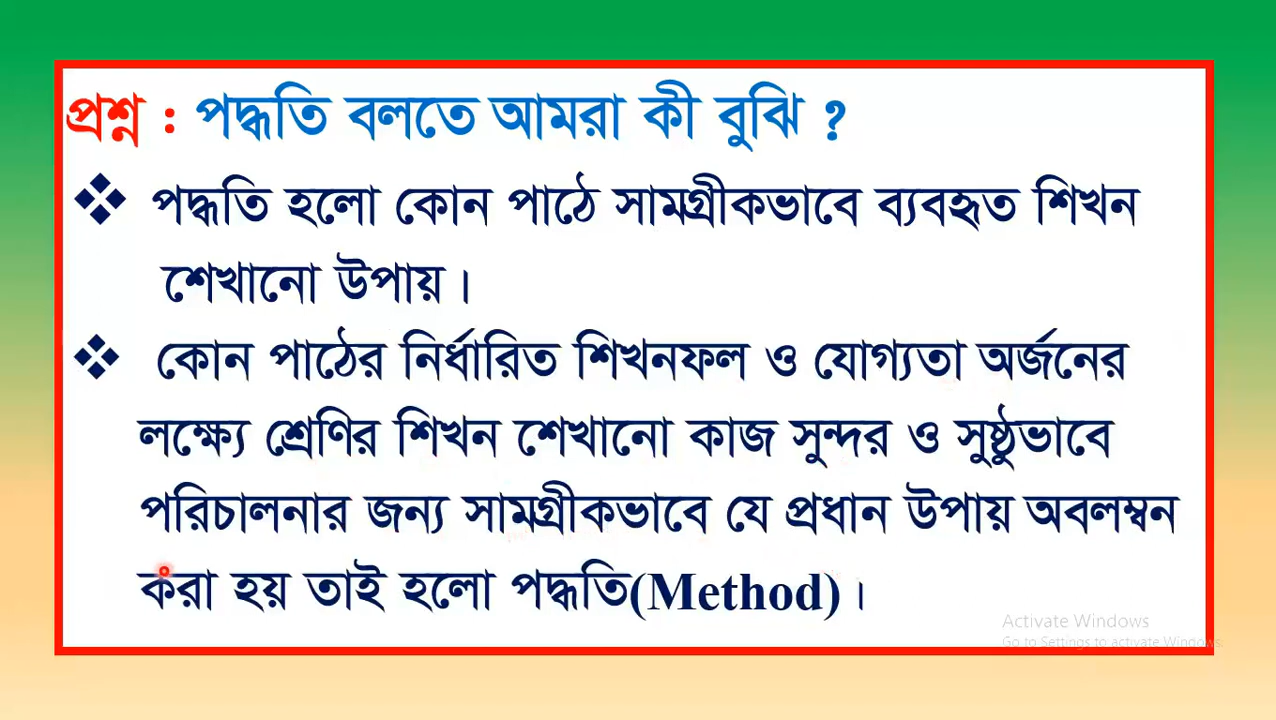 প্রশ্ন : পদ্ধতি বলতে আমরা কী বুঝি ?
❖ পদ্ধতি হলো কোন পাঠে সামগ্রীকভাবে ব্যবহৃত শিখন
শেখানো উপায়।
❖ কোন পাঠের নির্ধারিত শিখনফল ও যোগ্যতা অর্জনের
লক্ষ্যে শ্রেণির শিখন শেখানো কাজ সুন্দর ও সুষ্ঠুভাবে
পরিচালনার জন্য সামগ্রীকভাবে যে প্রধান উপায় অবলম্বন
করা হয় তাই হলো পদ্ধতি(Method)।
Activate Windows
Go to Settings to activate Windows.